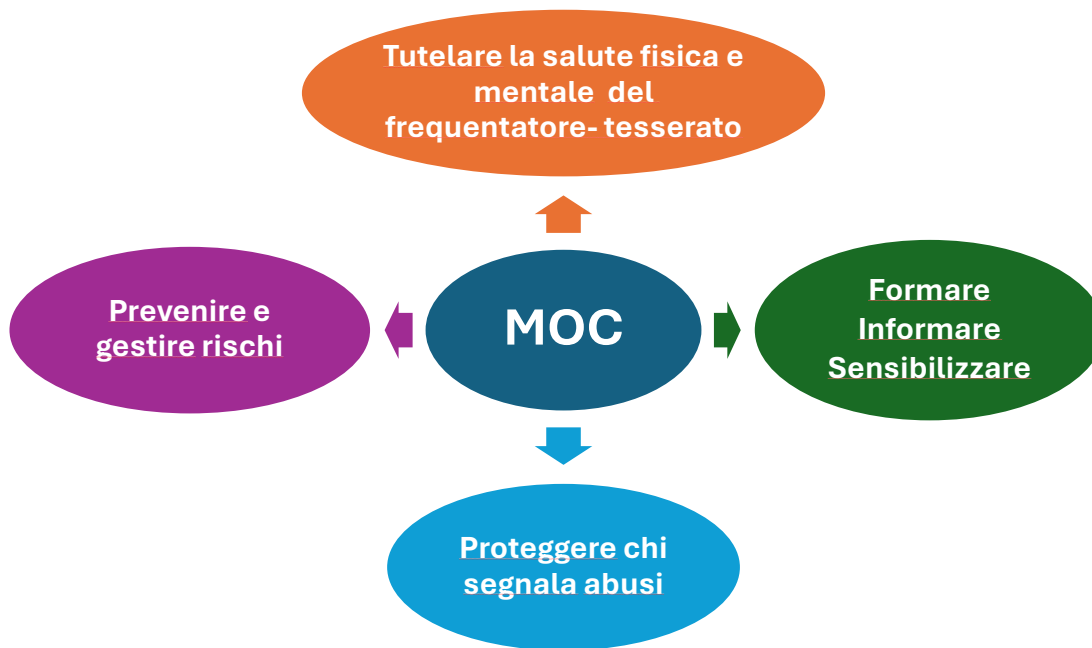 Tutelare la salute fisica e
mentale del
frequentatore- tesserato
Prevenire e
gestire rischi
MOC
Formare
Informare
Sensibilizzare
Proteggere chi
segnala abusi